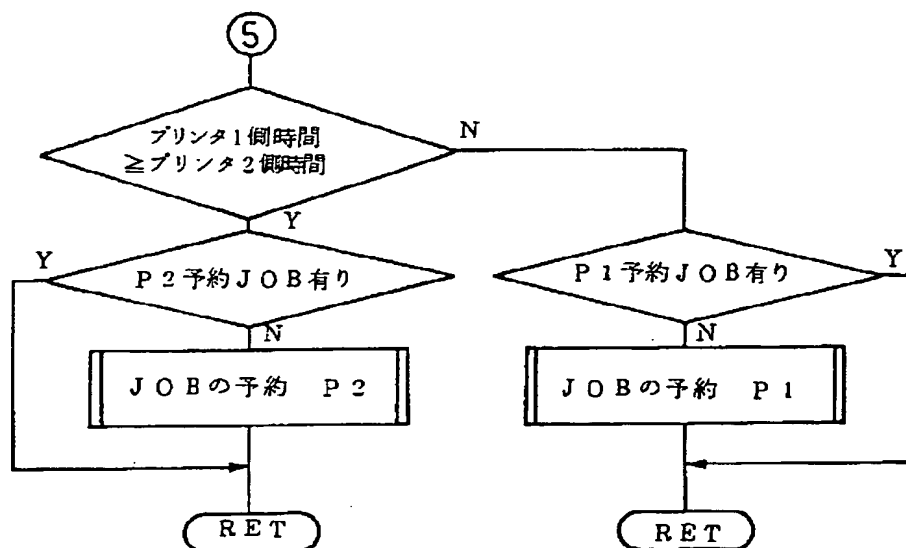 5
プリンタ1側時間
≧プリンタ2側時間
N
Y
Y
P2予約JOB有り
P1予約JOB有り
Y
N
N
JOBの予約 P2
JOBの予約 P1
RET
RET